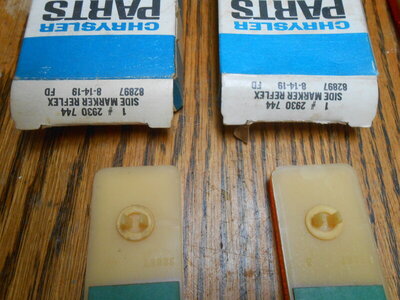 CHRYSLER
PARTS
1 # 2930 744
SIDE MARKER REFLEX
82897 8-14-19
FD
CHRYSLER
PARTS
1 # 2930 744
SIDE MARKER REFLEX
82897 8-14-19
FD